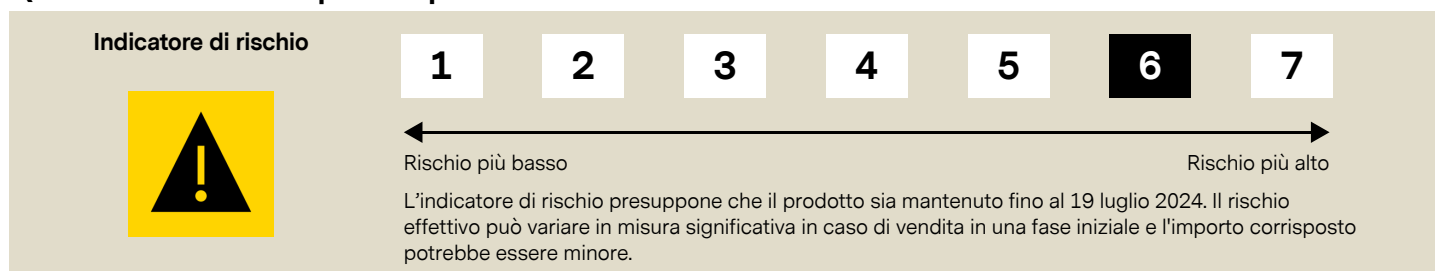 Indicatore di rischio
1 2 3 4 5 6 7
Rischio più basso Rischio più alto
L'indicatore di rischio presuppone che il prodotto sia mantenuto fino al 19 luglio 2024. Il rischio
effettivo può variare in misura significativa in caso di vendita in una fase iniziale e l'importo corrisposto
potrebbe essere minore.